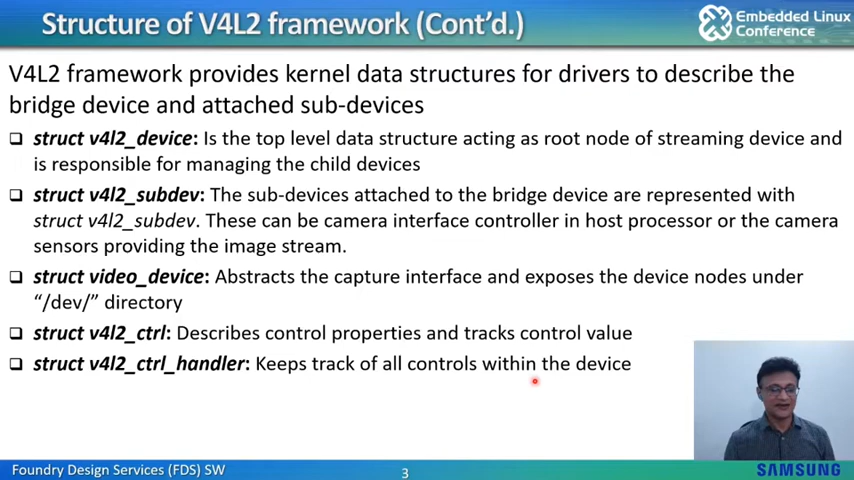 Structure of V4L2 framework (Cont'd.)
Embedded Linux
Conference
V4L2 framework provides kernel data structures for drivers to describe the
bridge device and attached sub-devices
struct v4l2_device: Is the top level data structure acting as root node of streaming device and
is responsible for managing the child devices
struct v4l2_subdev: The sub-devices attached to the bridge device are represented with
struct v4l2_subdev. These can be camera interface controller in host processor or the camera
sensors providing the image stream.
struct video_device: Abstracts the capture interface and exposes the device nodes under
“/dev/” directory
struct v4l2_ctrl: Describes control properties and tracks control value
struct v4l2_ctrl_handler: Keeps track of all controls within the device
Foundry Design Services (FDS) SW
3
SAMSUNG